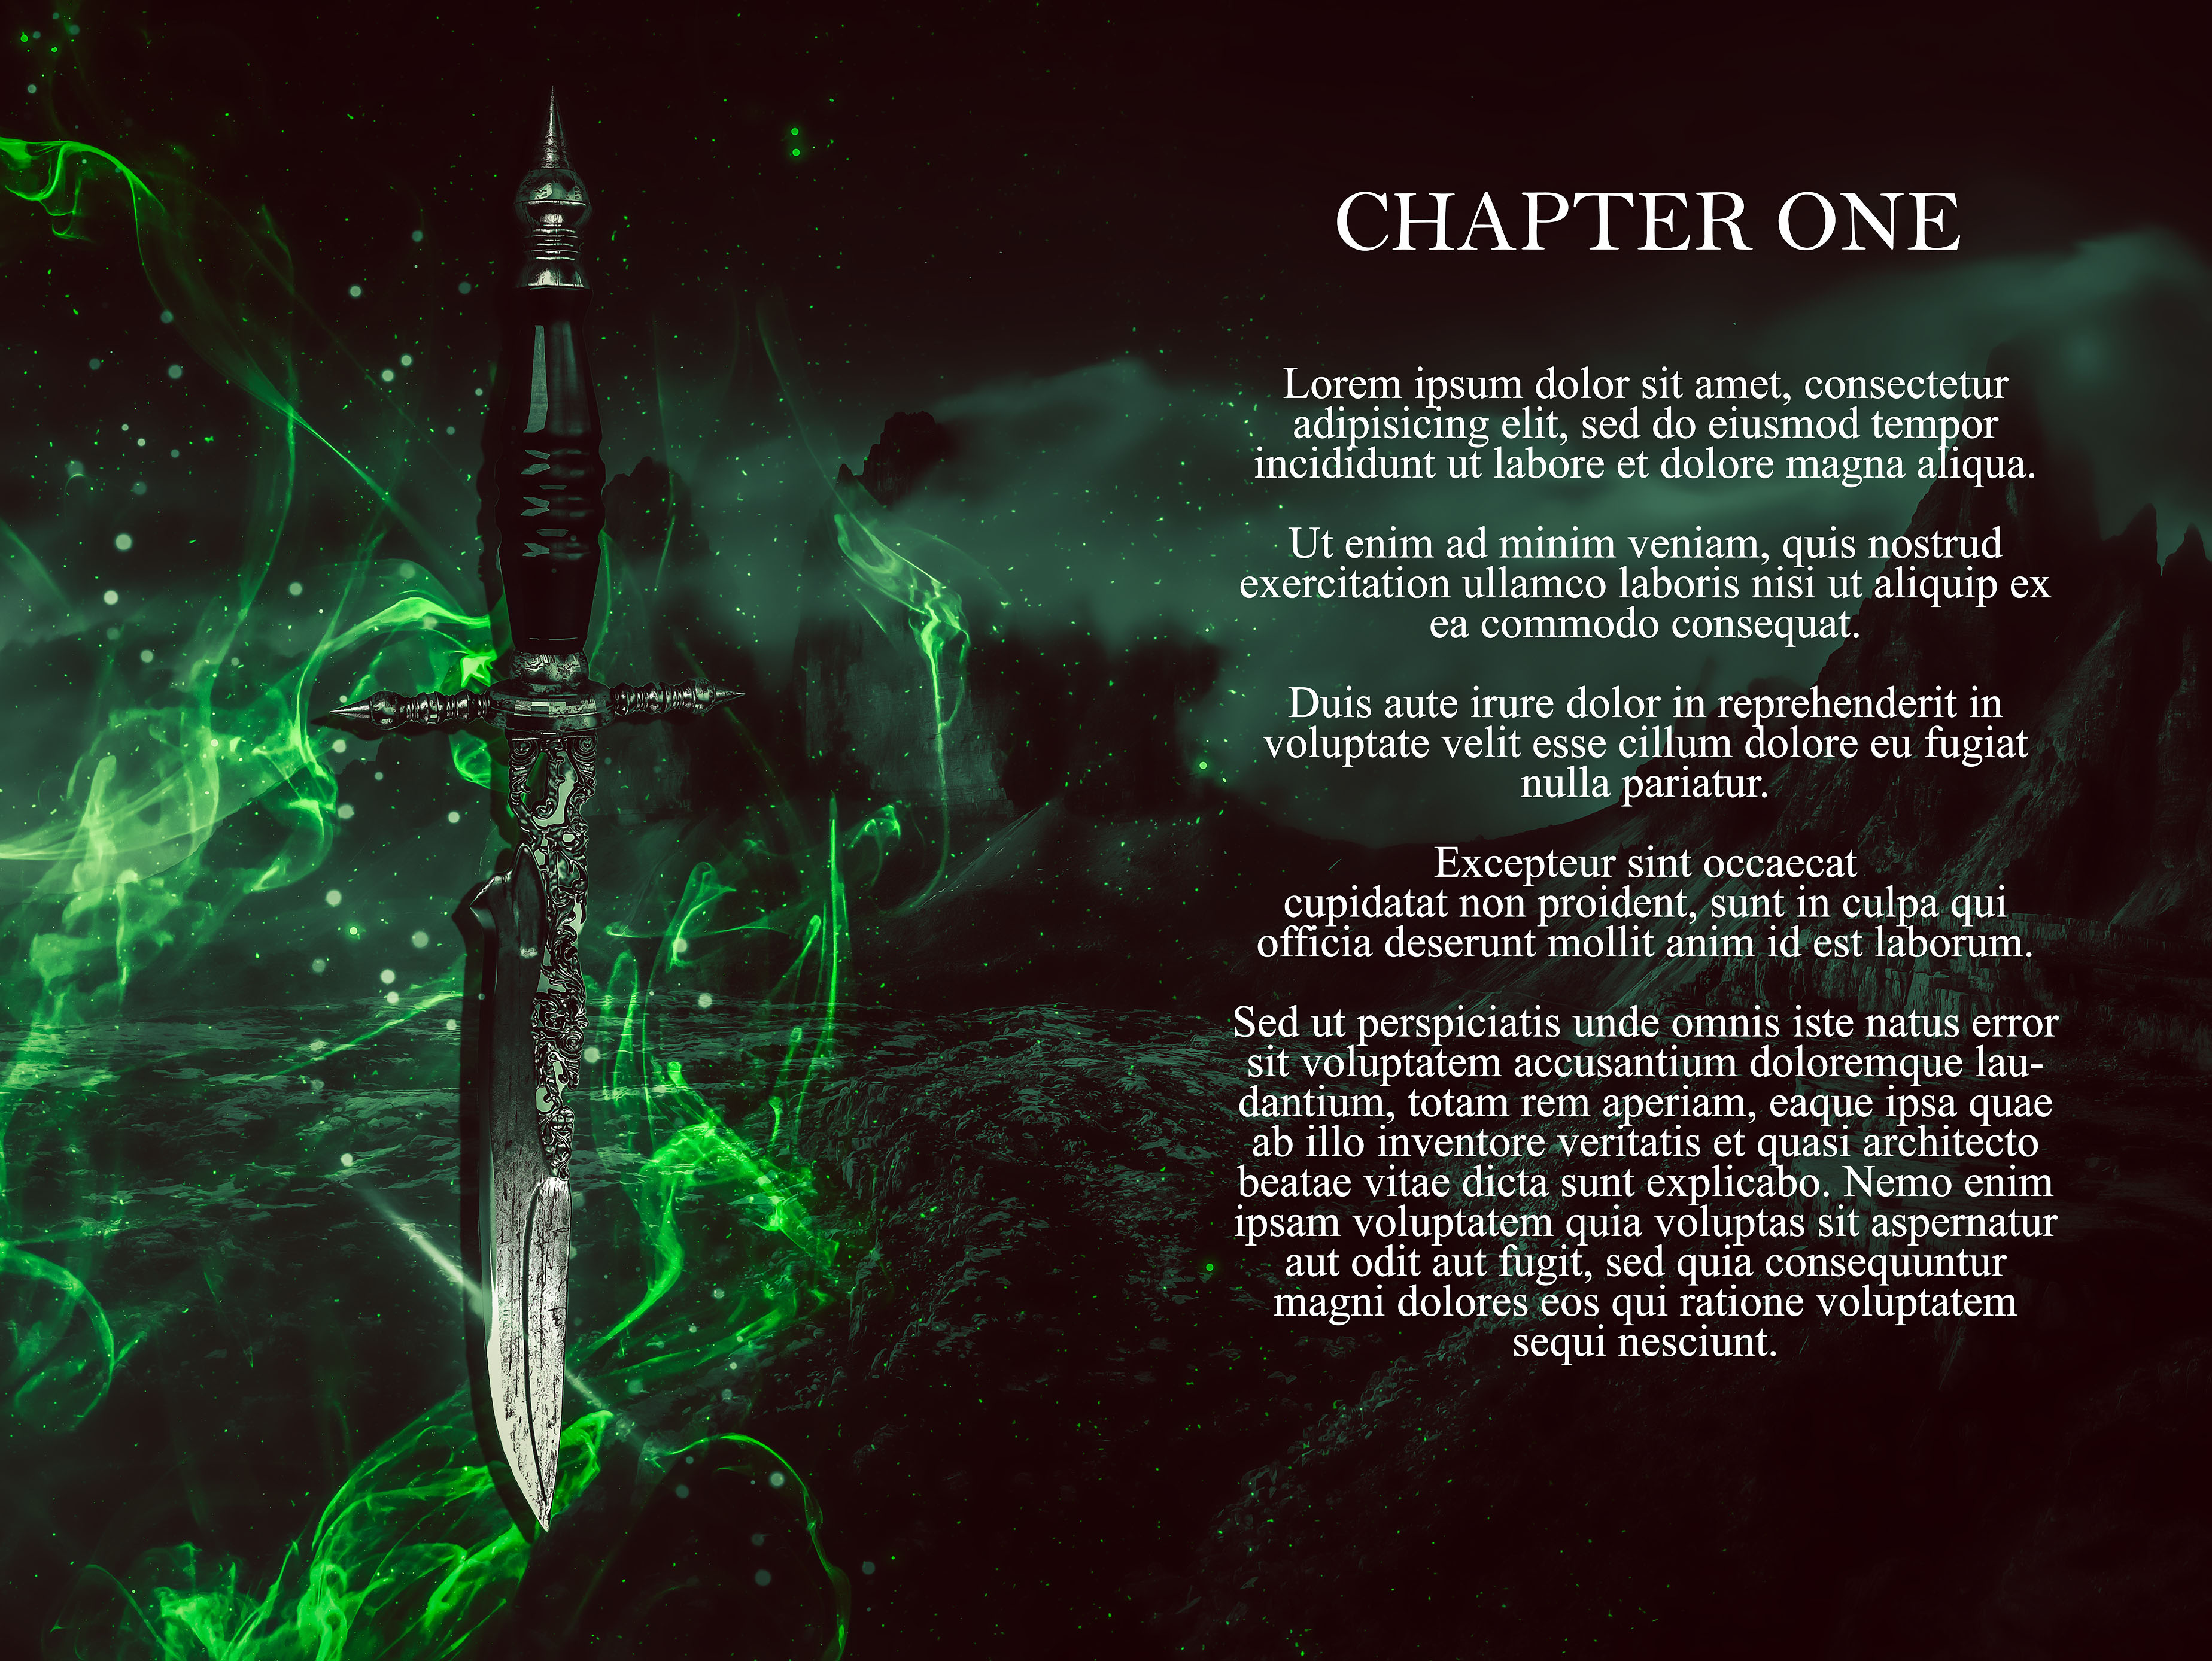 CHAPTER ONE
Lorem ipsum dolor sit amet, consectetur
adipisicing elit, sed do eiusmod tempor
incididunt ut labore et dolore magna aliqua.
Ut enim ad minim veniam, quis nostrud
exercitation ullamco laboris nisi ut aliquip ex
ea commodo consequat.
Duis aute irure dolor in reprehenderit in
voluptate velit esse cillum dolore eu fugiat
nulla pariatur.
Excepteur sint occaecat
cupidatat non proident, sunt in culpa qui
officia deserunt mollit anim id est laborum.
Sed ut perspiciatis unde omnis iste natus error
sit voluptatem accusantium doloremque lau-
dantium, totam rem aperiam, eaque ipsa quae
ab illo inventore veritatis et quasi architecto
beatae vitae dicta sunt explicabo. Nemo enim
ipsam voluptatem quia voluptas sit aspernatur
aut odit aut fugit, sed quia consequuntur
magni dolores eos qui ratione voluptatem
sequi nesciunt.